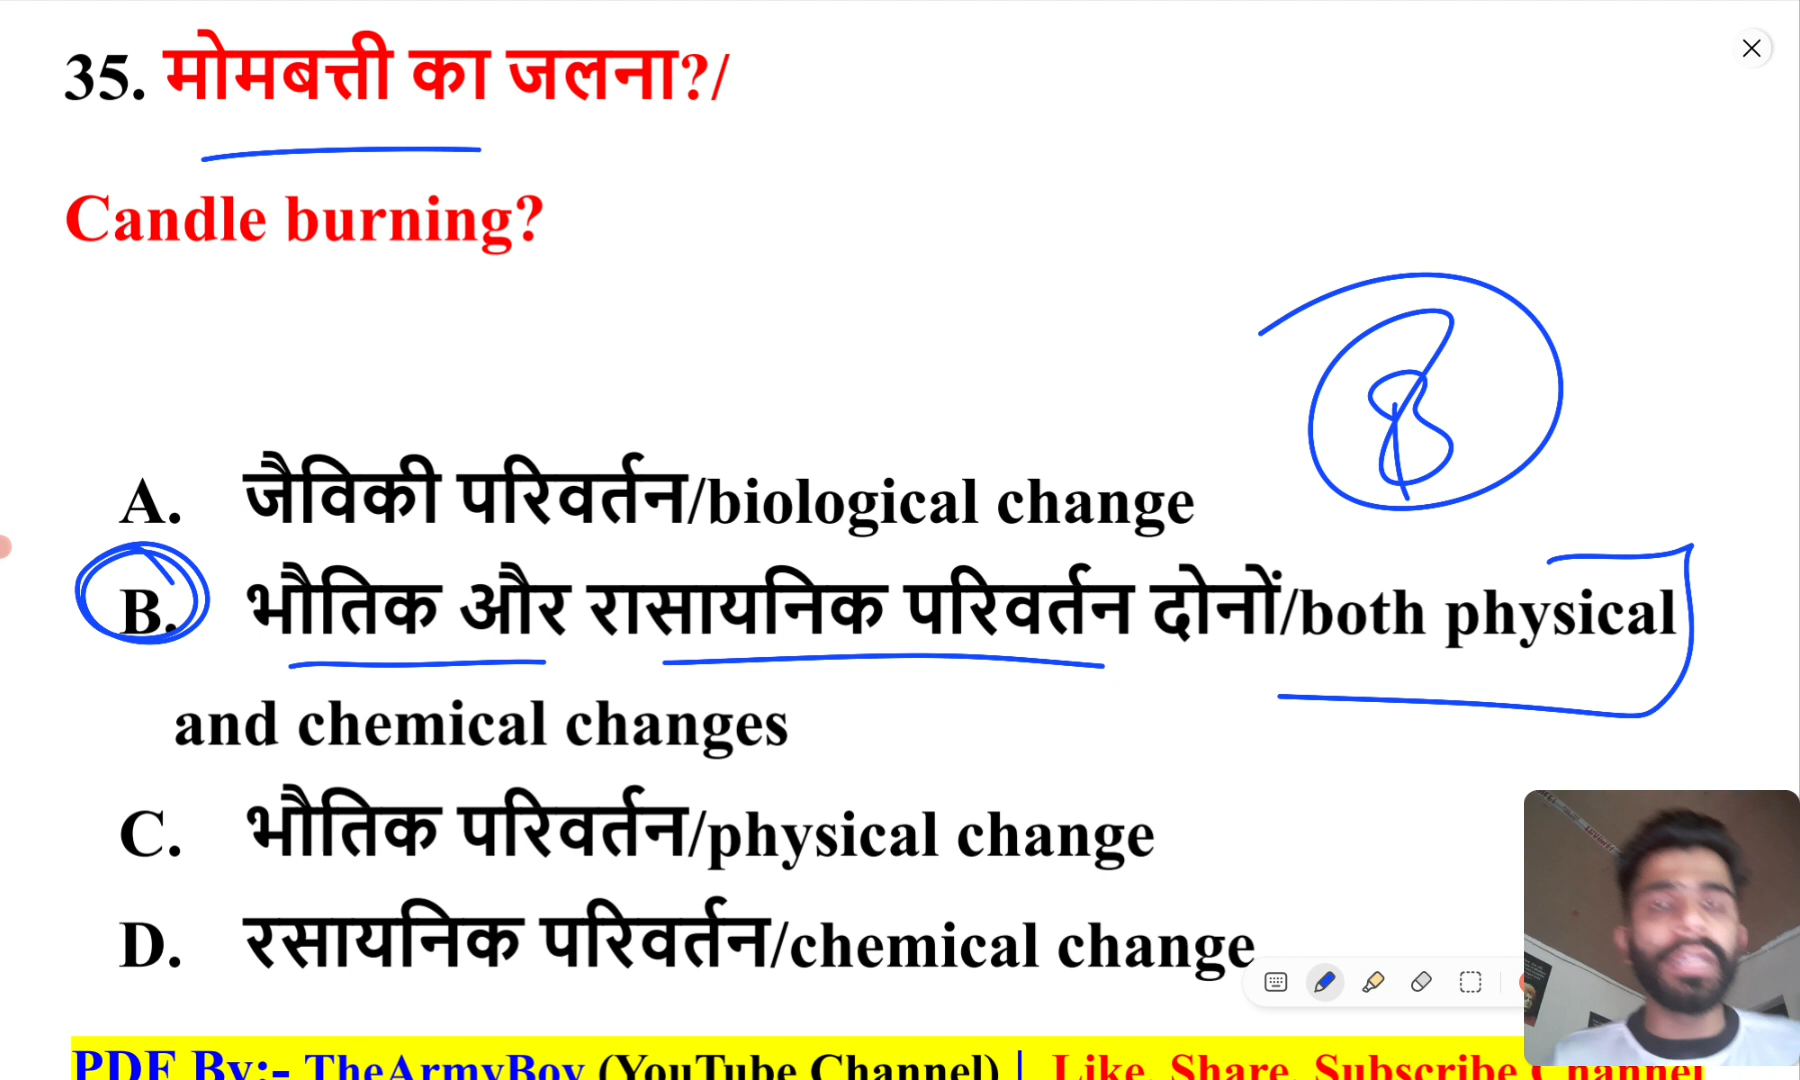 35. मोमबत्ती का जलना?/
Candle burning?
B
A. जैविकी परिवर्तन/biological change
B. भौतिक और रासायनिक परिवर्तन दोनों/both physical
and chemical changes
C. भौतिक परिवर्तन/physical change
D. रसायनिक परिवर्तन/chemical change
PDF By:- TheArmyBoy (YouTube Channel) | Like, Share, Subscribe Channel